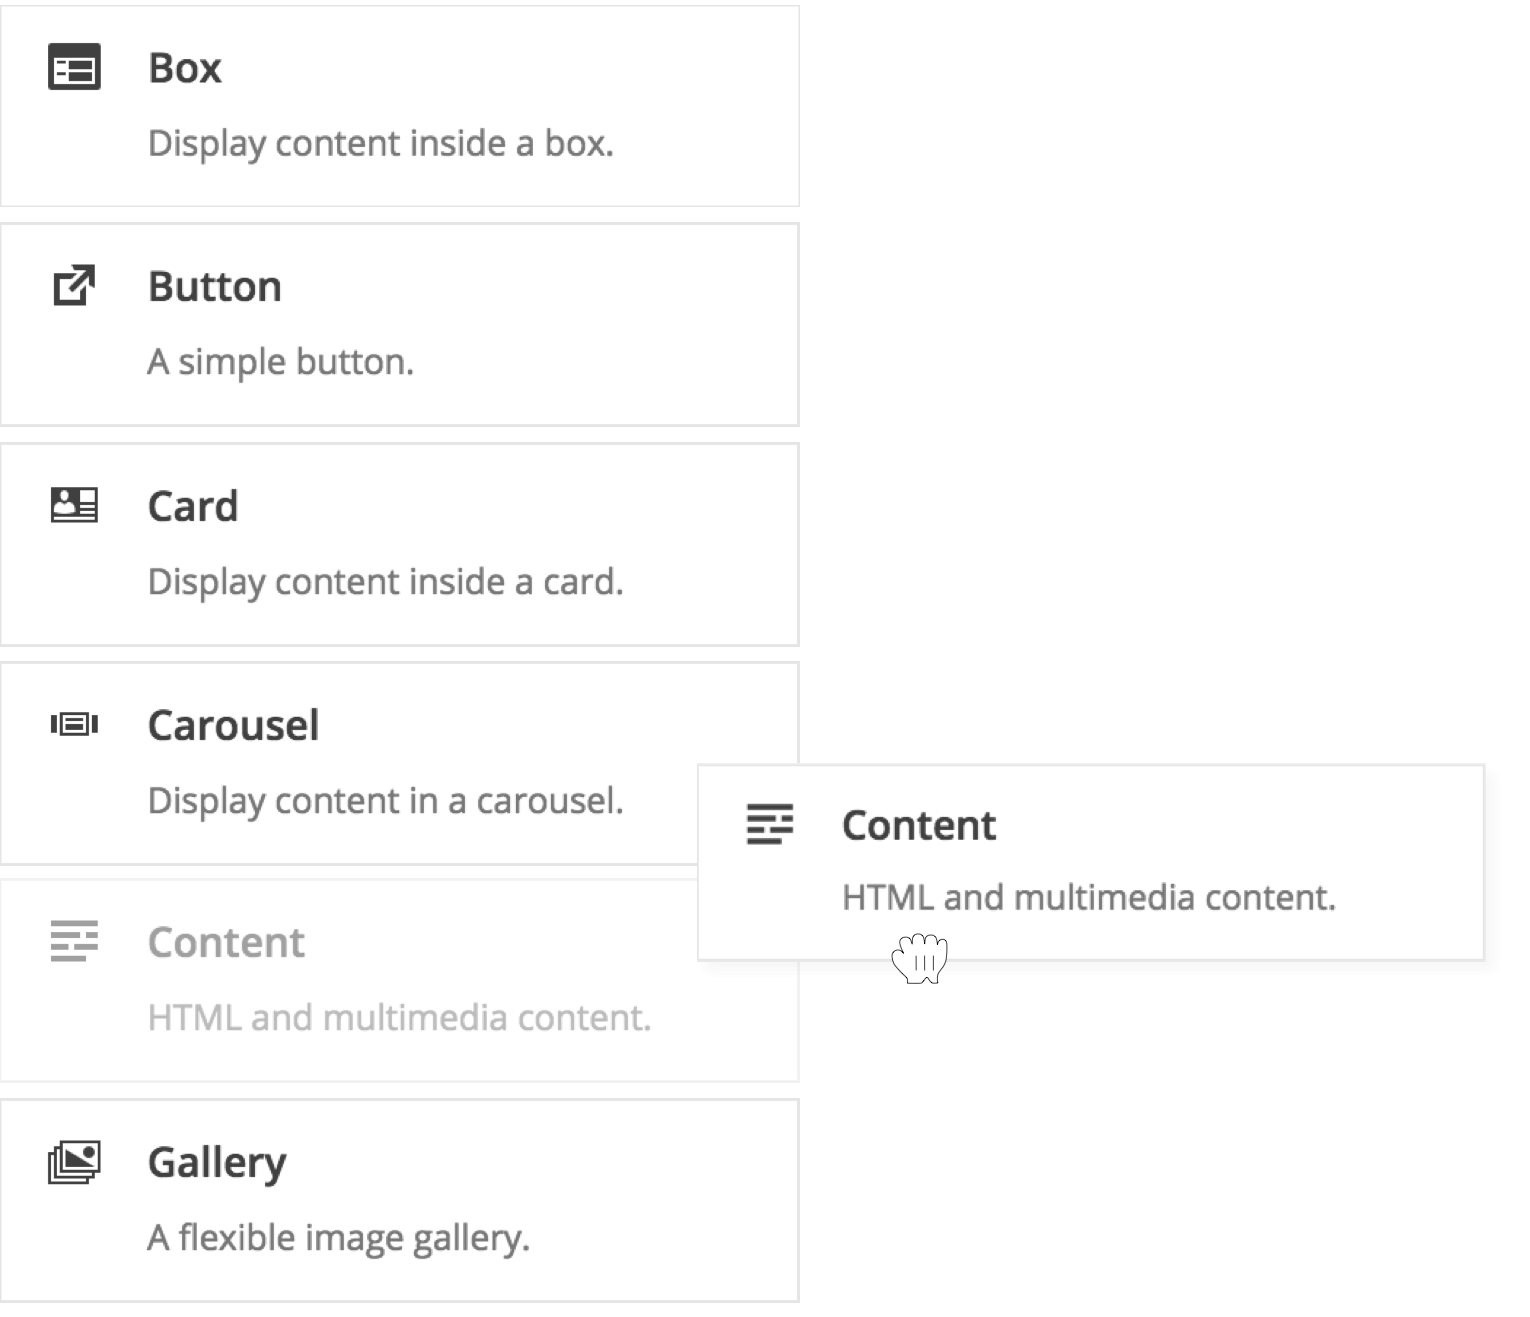 Box
Display content inside a box.
Button
A simple button.
Card
Display content inside a card.
Carousel
Display content in a carousel.
Content
HTML and multimedia content.
Content
HTML and multimedia content.
Gallery
A flexible image gallery.